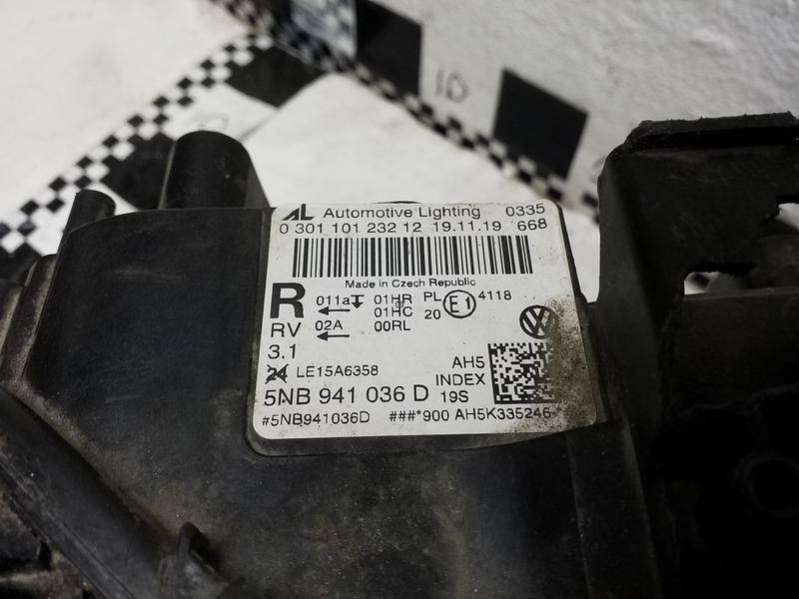 AL Automotive Lighting 0335
0 301 101 232 12 19.11.19 668
Made in Czech Republic
R 011a 01HR PL E1 4118
01HC 20
RV 02A 00RL
3.1
24 LE15A6358 AH5
INDEX
5NB 941 036 D 19S
#5NB941036D ###*900 AH5K335246